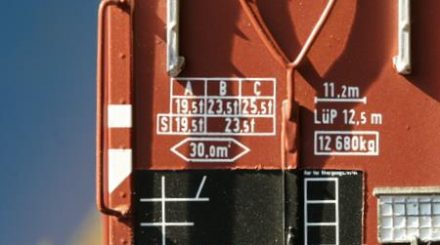 A B C
19,5t 23,5t 25,5t
S 19,5t 23,5t
30,0m²
11,2m
LüP 12,5 m
12 680kg